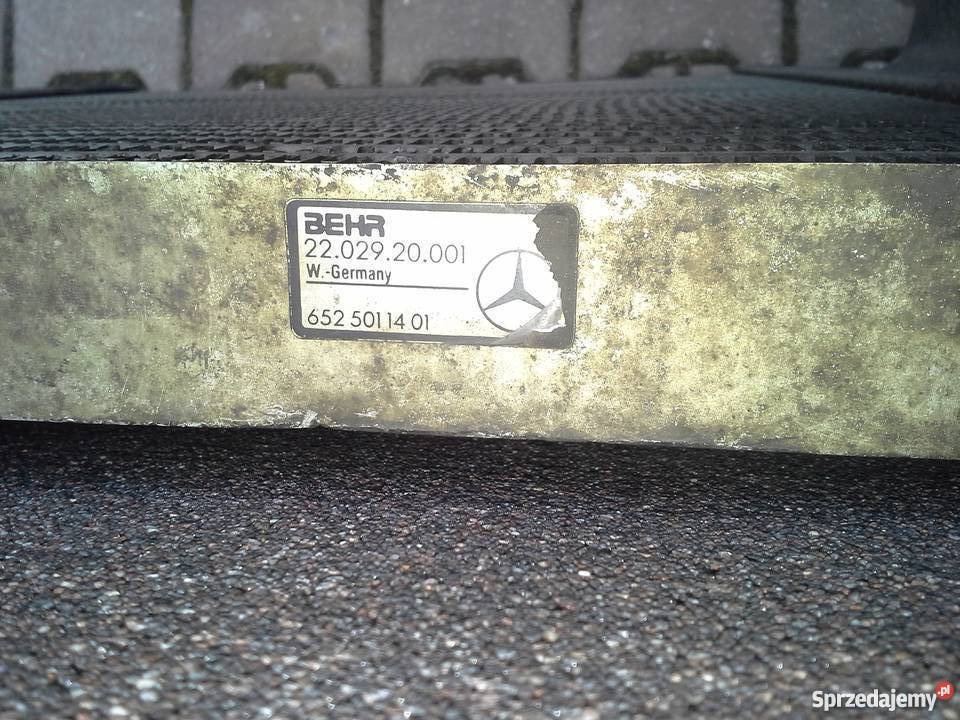 BEHR
22.029.20.001
W.-Germany
652 501 14 01
Sprzedajemy.pl